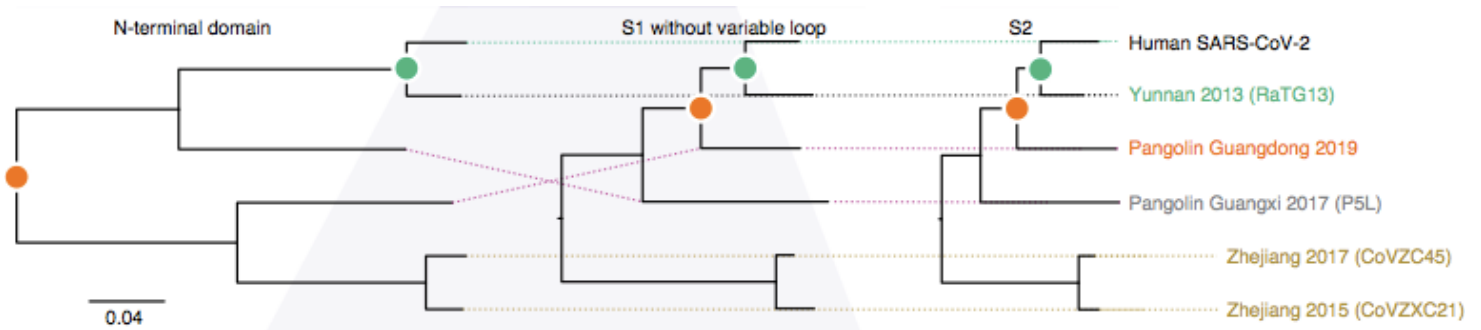 N-terminal domain
S1 without variable loop
S2
Human SARS-CoV-2
Yunnan 2013 (RaTG13)
Pangolin Guangdong 2019
Pangolin Guangxi 2017 (P5L)
Zhejiang 2017 (CoVZC45)
Zhejiang 2015 (CoVZXC21)
0.04